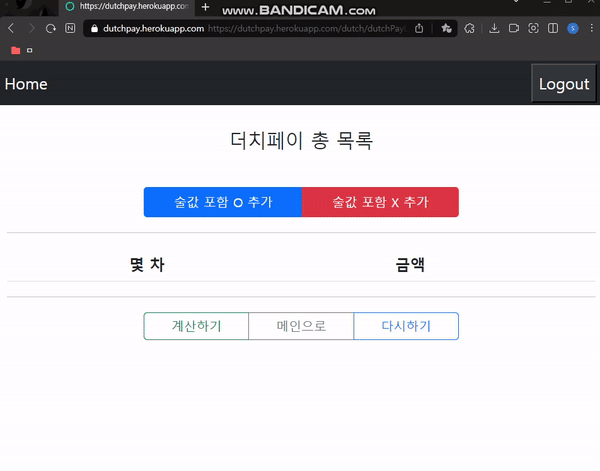 https://dutchpay.herokuapp.com
www.BANDICAM.com
dutchpay.herokuapp.com https://dutchpay.herokuapp.com/dutch/dutchPay
Home
Logout
더치페이 총 목록
술값 포함 O 추가
술값 포함 X 추가
몇 차 금액
계산하기
메인으로
다시하기